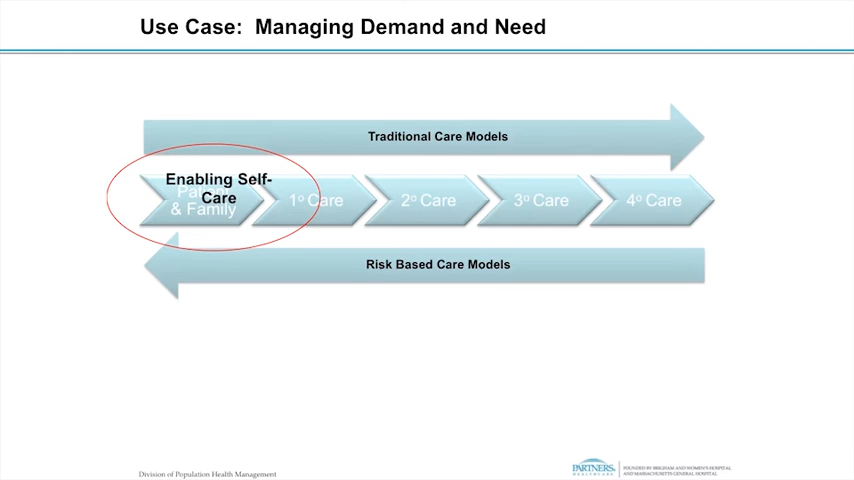 Use Case:  Managing Demand and Need
Traditional Care Models
Enabling Self-
Care
Patient
& Family
1º Care
2º Care
3º Care
4º Care
Risk Based Care Models
Division of Population Health Management
PARTNERS.
HEALTHCARE
FOUNDED BY BRIGHAM AND WOMEN'S HOSPITAL
AND MASSACHUSETTS GENERAL HOSPITAL